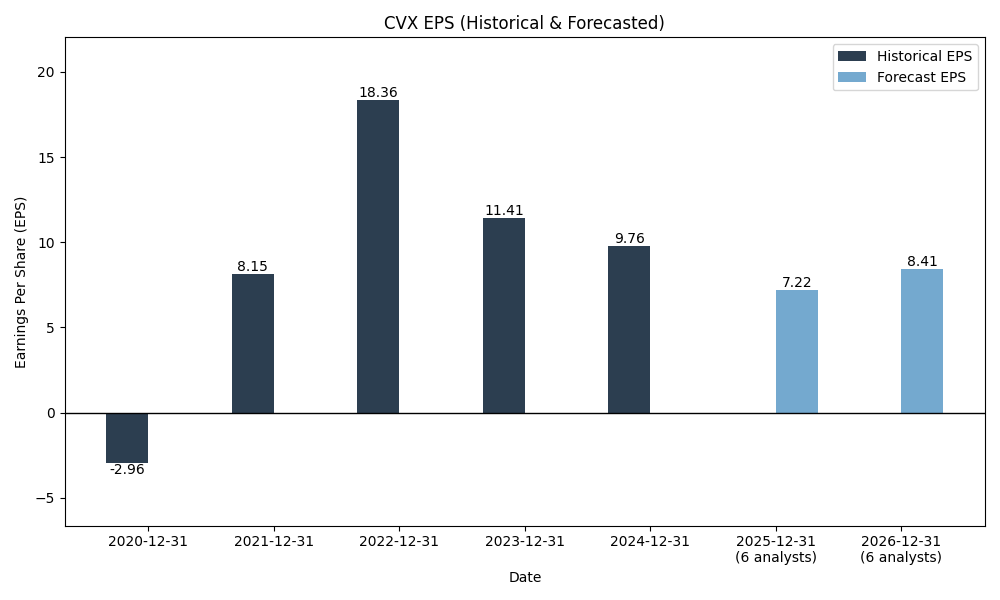 CVX EPS (Historical & Forecasted)
Historical EPS
Forecast EPS
Earnings Per Share (EPS)
20
15
10
5
0
−5
-2.96
8.15
18.36
11.41
9.76
7.22
8.41
2020-12-31
2021-12-31
2022-12-31
2023-12-31
2024-12-31
2025-12-31
(6 analysts)
2026-12-31
(6 analysts)
Date